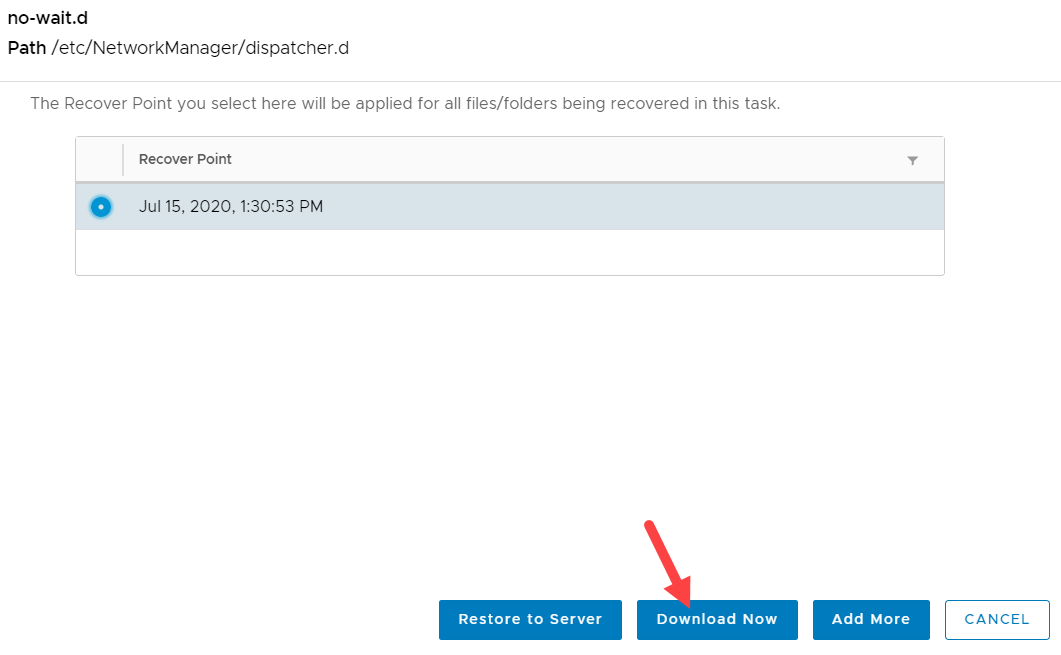 no-wait.d
Path /etc/NetworkManager/dispatcher.d
The Recover Point you select here will be applied for all files/folders being recovered in this task.
Recover Point
Jul 15, 2020, 1:30:53 PM
Restore to Server Download Now Add More CANCEL